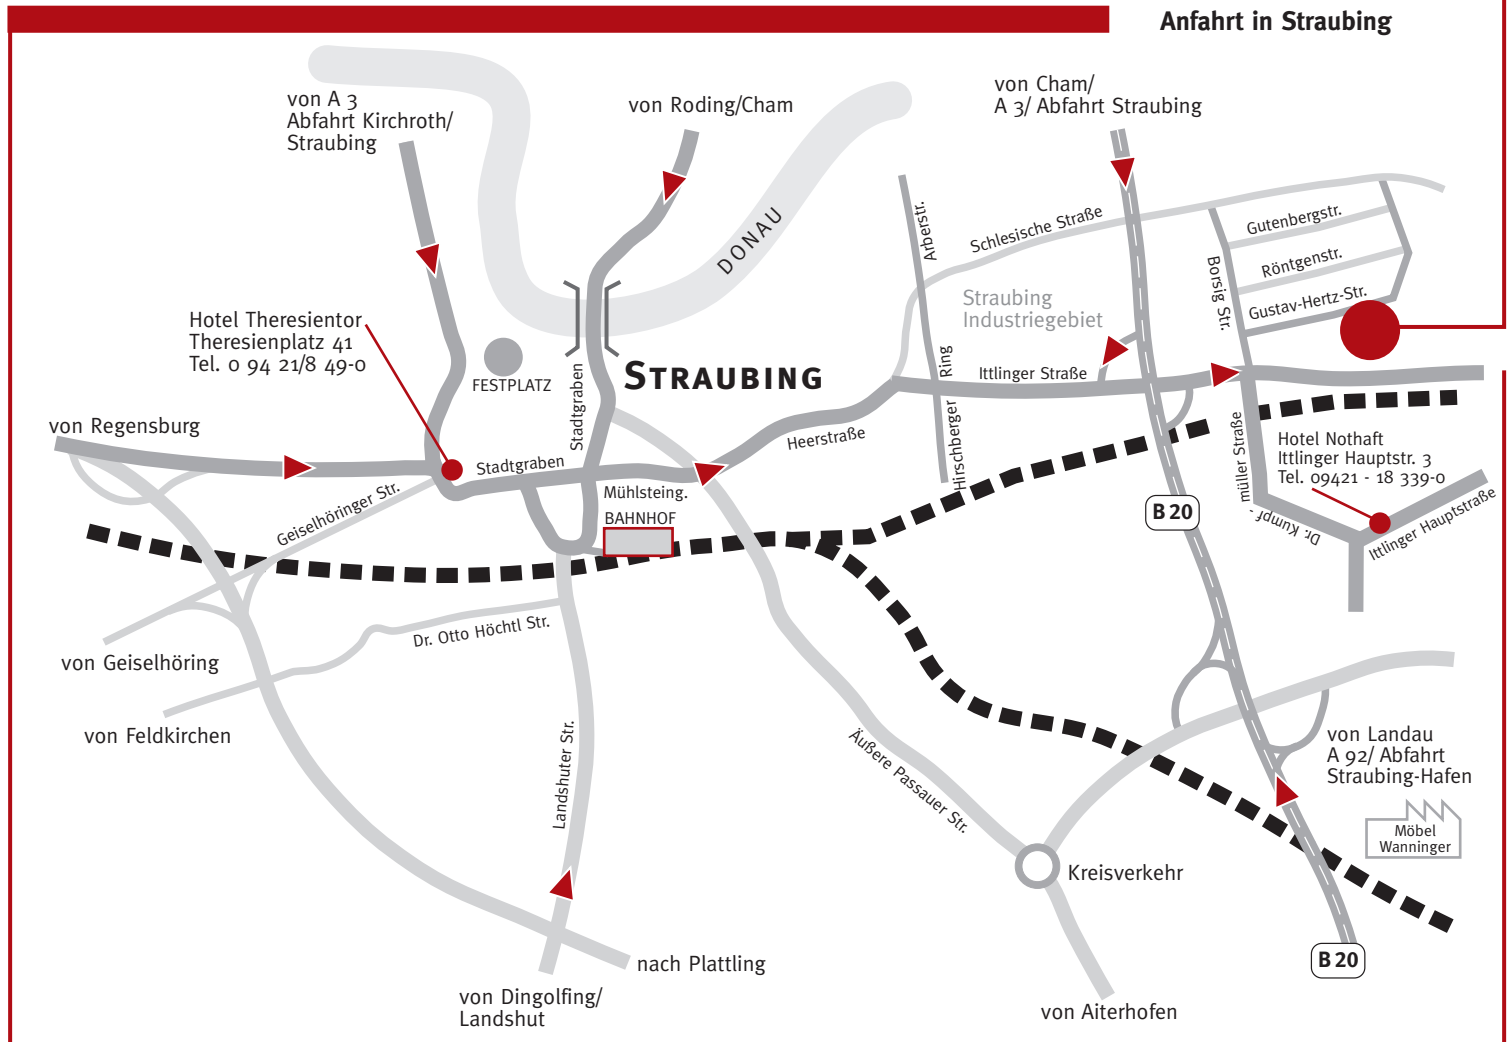 Anfahrt in Straubing
von A 3
Abfahrt Kirchroth/
Straubing
von Roding/Cham
von Cham/
A 3/ Abfahrt Straubing
DONAU
Arberstr.
Schlesische Straße
Gutenbergstr.
Röntgenstr.
Gustav-Hertz-Str.
Borsig Str.
Straubing
Industriegebiet
Hotel Theresientor
Theresienplatz 41
Tel. 0 94 21/8 49-0
FESTPLATZ
STRAUBING
Stadtgraben
Ittlinger Straße
Hirschberger Ring
von Regensburg
Stadtgraben
Heerstraße
Dr. Kumpf-
müller Straße
Hotel Nothaft
Ittlinger Hauptstr. 3
Tel. 09421 - 18 339-0
Ittlinger Hauptstraße
Geiselhöringer Str.
Mühlsteing.
BAHNHOF
B 20
Dr. Otto Höchtl Str.
von Geiselhöring
von Feldkirchen
Landshuter Str.
Äußere Passauer Str.
von Landau
A 92/ Abfahrt
Straubing-Hafen
Möbel
Wanninger
Kreisverkehr
B 20
nach Plattling
von Dingolfing/
Landshut
von Aiterhofen